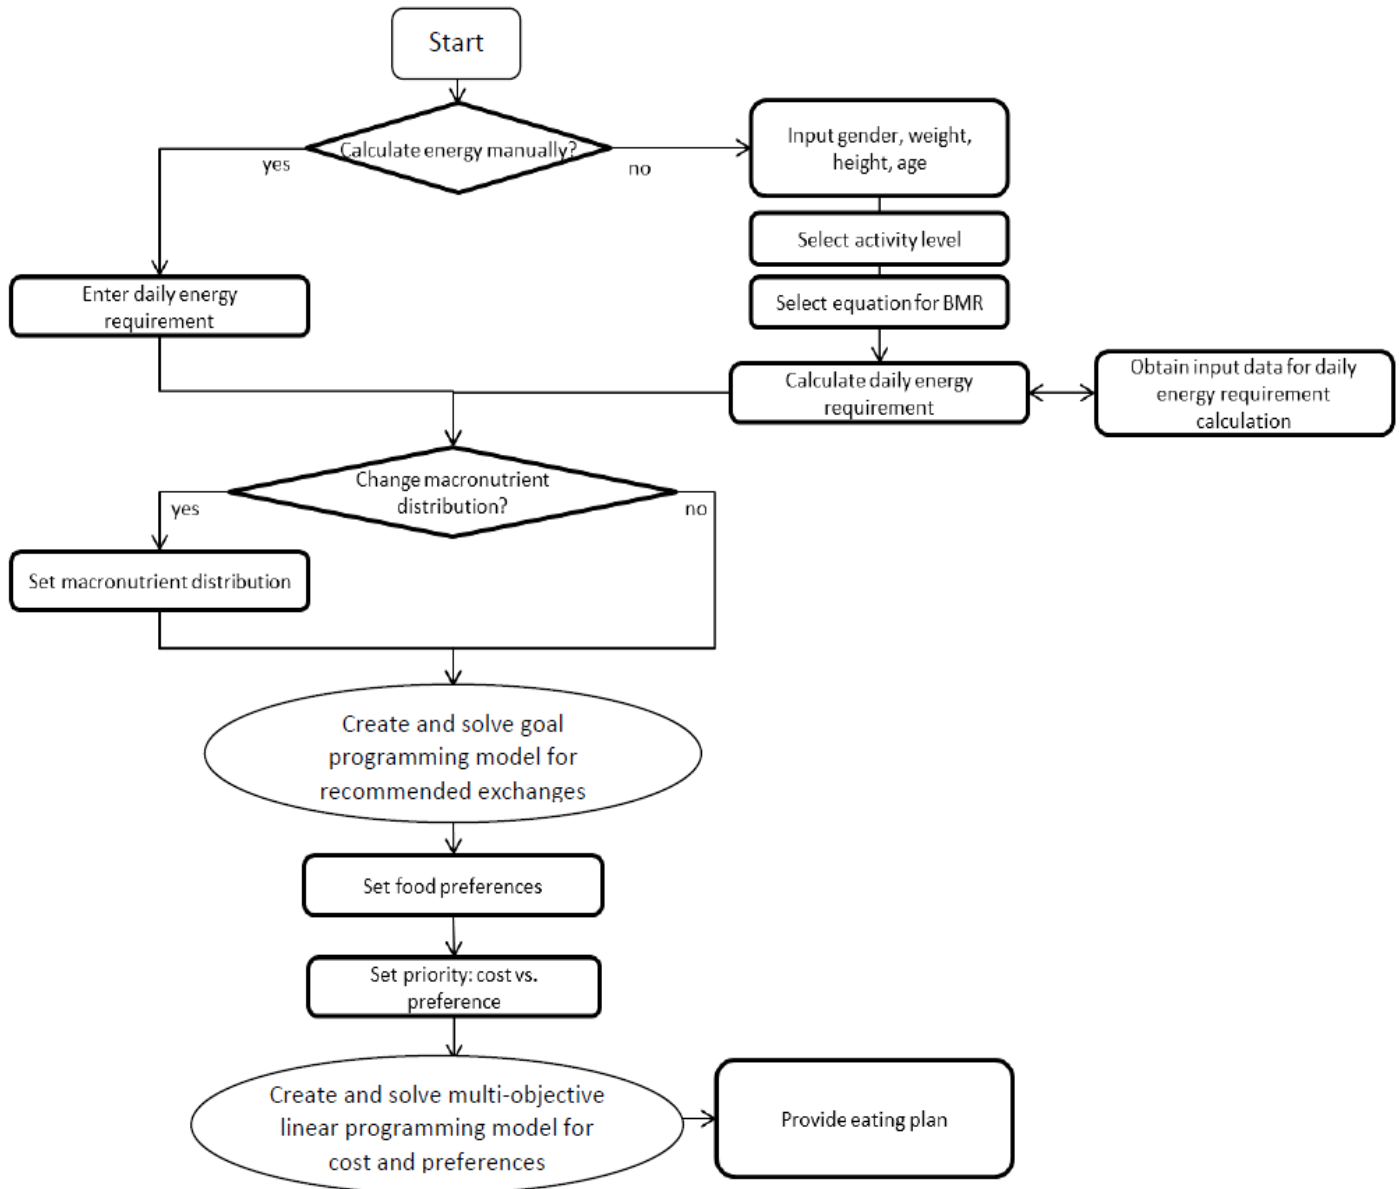 Start
Calculate energy manually?
yes
no
Input gender, weight,
height, age
Select activity level
Select equation for BMR
Enter daily energy
requirement
Calculate daily energy
requirement
Obtain input data for daily
energy requirement
calculation
Change macronutrient
distribution?
yes
no
Set macronutrient distribution
Create and solve goal
programming model for
recommended exchanges
Set food preferences
Set priority: cost vs.
preference
Create and solve multi-objective
linear programming model for
cost and preferences
Provide eating plan